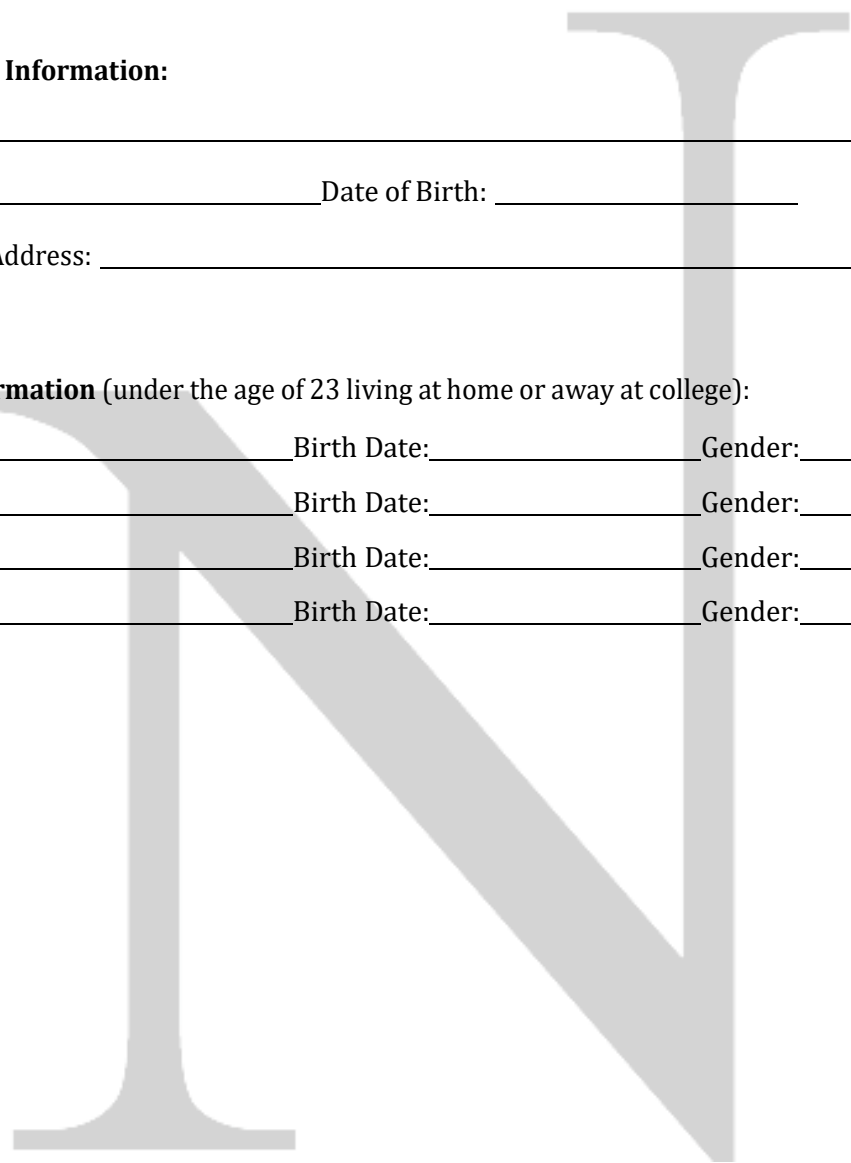 Information:
Date of Birth:
Address:
rmation (under the age of 23 living at home or away at college):
Birth Date: Gender:
Birth Date: Gender:
Birth Date: Gender:
Birth Date: Gender:
N